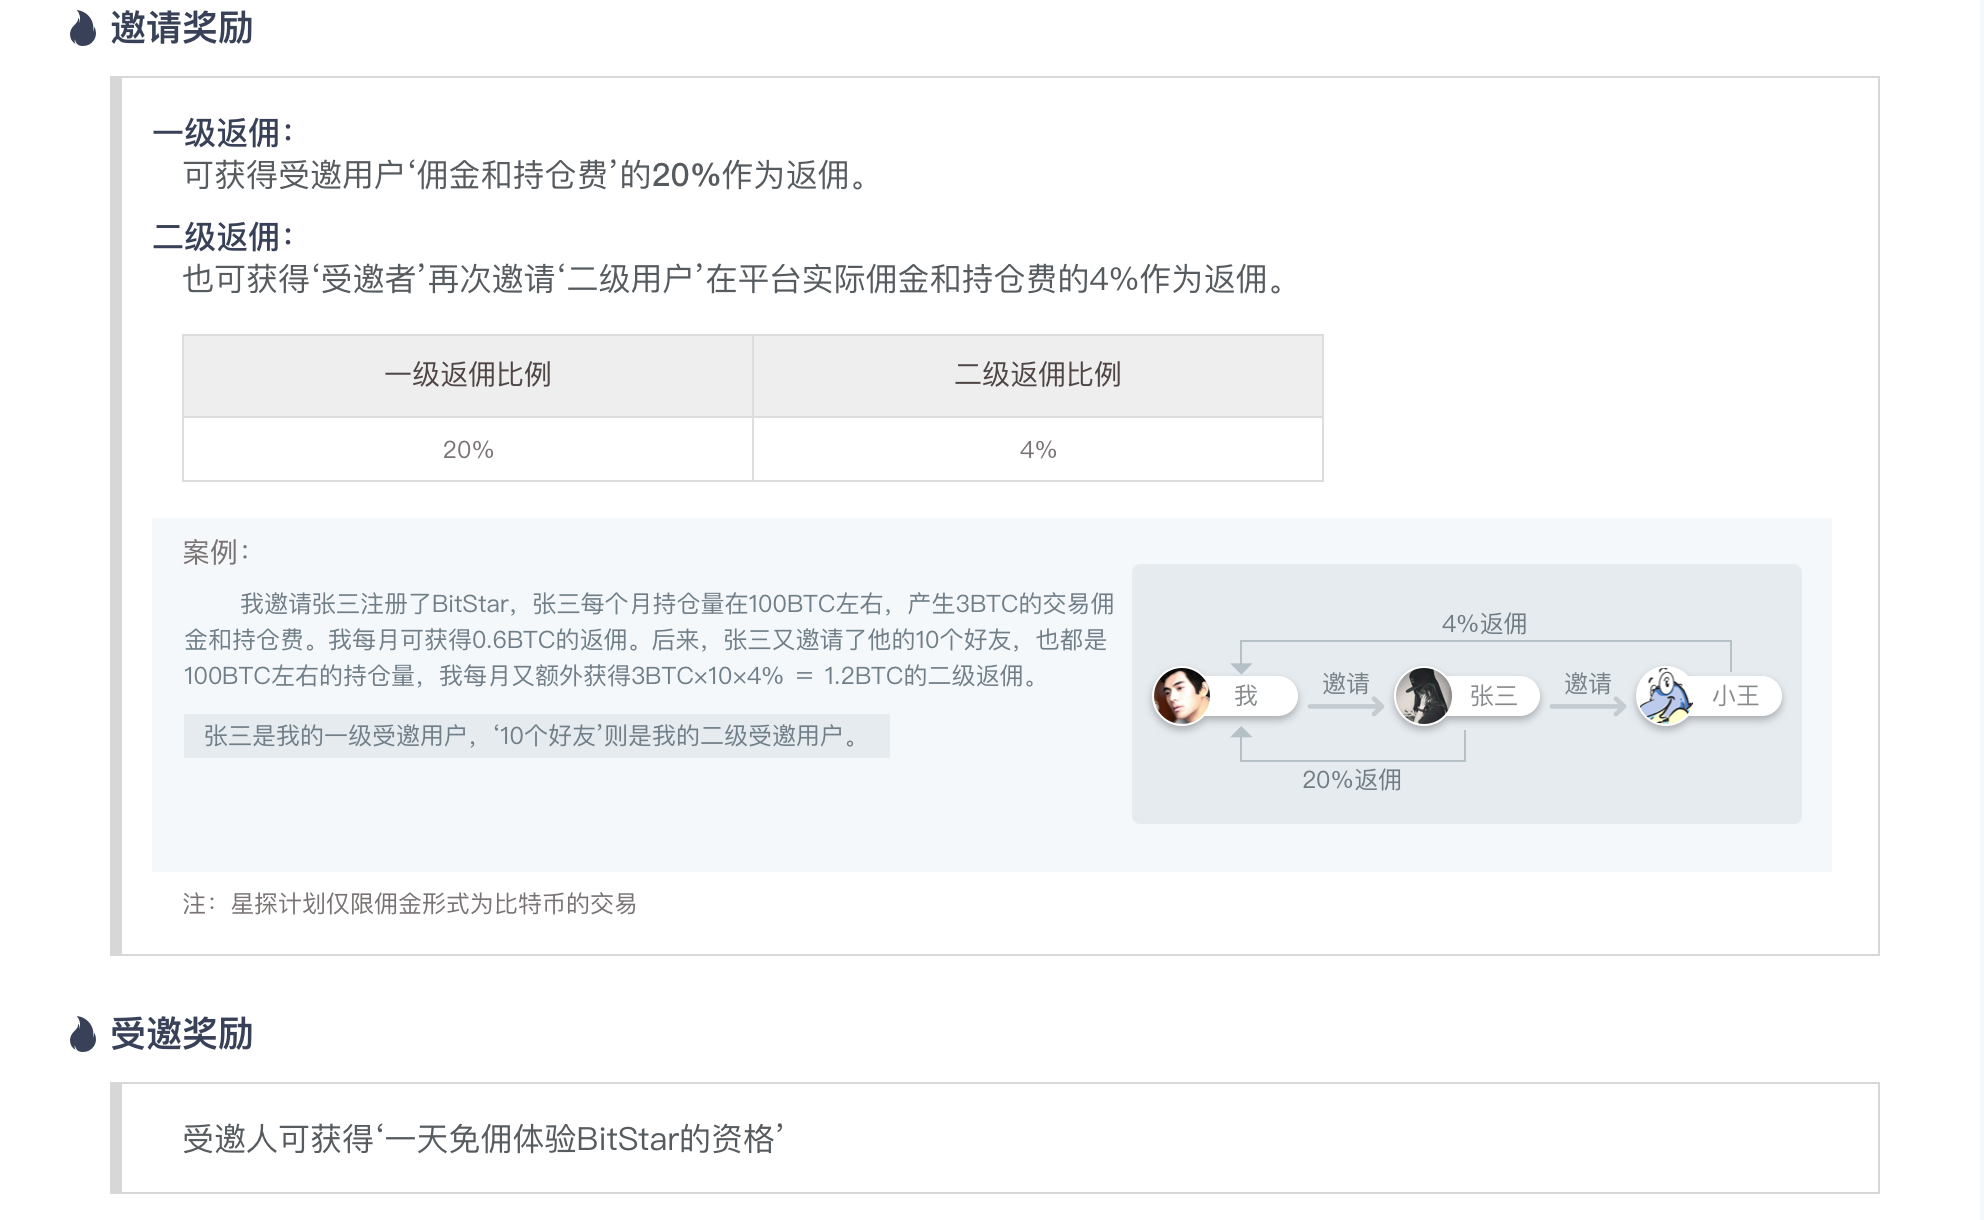 邀请奖励
一级返佣：
可获得受邀用户‘佣金和持仓费’的20%作为返佣。
二级返佣：
也可获得‘受邀者’再次邀请‘二级用户’在平台实际佣金和持仓费的4%作为返佣。
一级返佣比例 二级返佣比例
20% 4%
案例：
我邀请张三注册了BitStar，张三每个月持仓量在100BTC左右，产生3BTC的交易佣
金和持仓费。我每月可获得0.6BTC的返佣。后来，张三又邀请了他的10个好友，也都是
100BTC左右的持仓量，我每月又额外获得3BTC×10×4% ＝ 1.2BTC的二级返佣。
张三是我的一级受邀用户，‘10个好友’则是我的二级受邀用户。
4%返佣
我 邀请 张三 邀请 小王
20%返佣
注：星探计划仅限佣金形式为比特币的交易
受邀奖励
受邀人可获得‘一天免佣体验BitStar的资格’